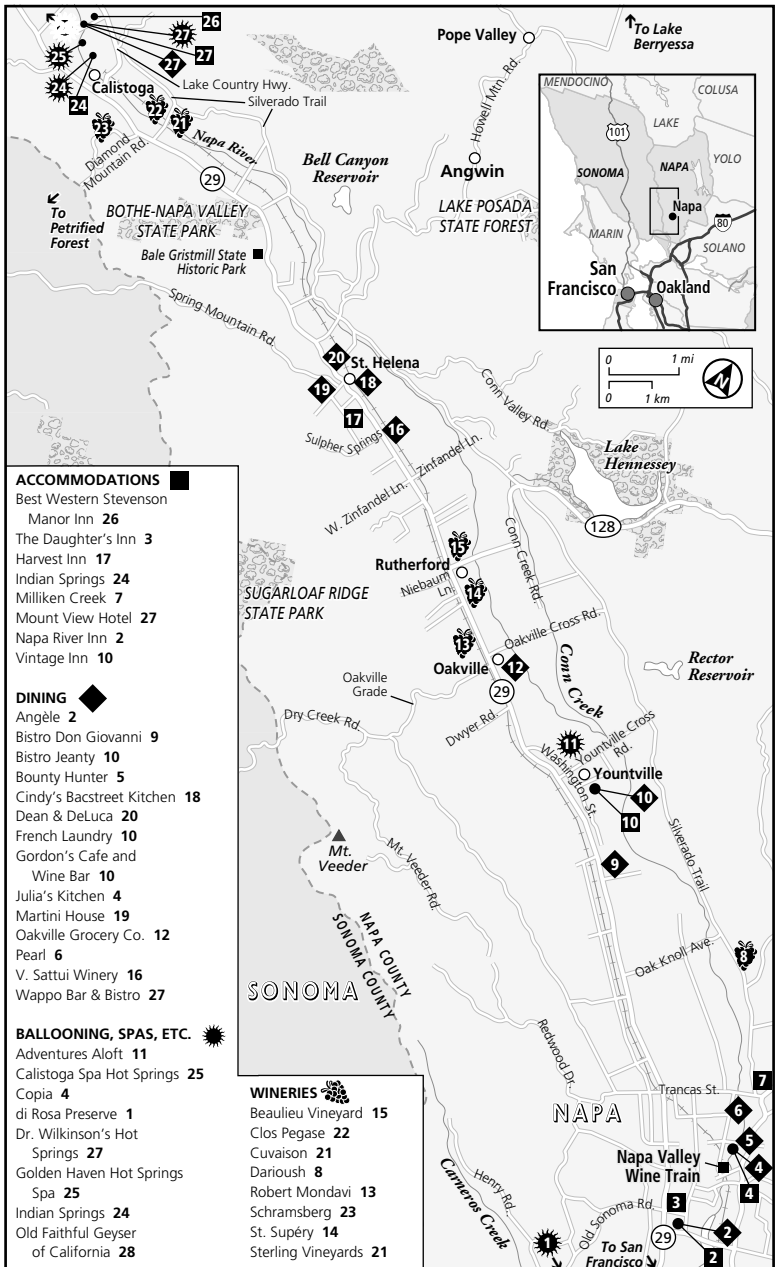 26
27
27
27
25
24
24
Calistoga
Lake Country Hwy.
Silverado Trail
22
21
23
Diamond
Mountain Rd.
Napa River
29
To
Petrified
Forest
BOTHE-NAPA VALLEY
STATE PARK
Bale Gristmill State
Historic Park
Bell Canyon
Reservoir
Pope Valley
Howell Mtn. Rd.
Angwin
LAKE POSADA
STATE FOREST
To Lake
Berryessa
MENDOCINO
COLUSA
101
LAKE
SONOMA
NAPA
YOLO
Napa
80
MARIN
SOLANO
San
Francisco
Oakland
0 1 mi
0 1 km
N
Spring Mountain Rd.
20
St. Helena
19
18
17
16
Sulpher Springs
Conn Valley Rd.
Zinfandel Ln.
W. Zinfandel Ln.
Lake
Hennessey
128
15
Rutherford
Niebaum
Ln.
14
Conn Creek Rd.
SUGARLOAF RIDGE
STATE PARK
13
Oakville Cross Rd.
Oakville
12
Oakville
Grade
29
Conn Creek
Rector
Reservoir
Dry Creek Rd.
Dwyer Rd.
11
Yountville Cross
Rd.
Washington St.
Yountville
10
10
9
Silverado Trail
Mt.
Veeder
Mt. Veeder Rd.
NAPA COUNTY
SONOMA COUNTY
SONOMA
Oak Knoll Ave.
8
Redwood Dr.
Trancas St.
7
NAPA
6
5
4
4
Napa Valley
Wine Train
3
Old Sonoma Rd.
29
2
2
To San
Francisco
Henry Rd.
Carneros Creek
1
ACCOMMODATIONS
Best Western Stevenson
Manor Inn 26
The Daughter's Inn 3
Harvest Inn 17
Indian Springs 24
Milliken Creek 7
Mount View Hotel 27
Napa River Inn 2
Vintage Inn 10
DINING
Angèle 2
Bistro Don Giovanni 9
Bistro Jeanty 10
Bounty Hunter 5
Cindy's Bacstreet Kitchen 18
Dean & DeLuca 20
French Laundry 10
Gordon's Cafe and
Wine Bar 10
Julia's Kitchen 4
Martini House 19
Oakville Grocery Co. 12
Pearl 6
V. Sattui Winery 16
Wappo Bar & Bistro 27
BALLOONING, SPAS, ETC.
Adventures Aloft 11
Calistoga Spa Hot Springs 25
Copia 4
di Rosa Preserve 1
Dr. Wilkinson's Hot
Springs 27
Golden Haven Hot Springs
Spa 25
Indian Springs 24
Old Faithful Geyser
of California 28
WINERIES
Beaulieu Vineyard 15
Clos Pegase 22
Cuvaison 21
Darioush 8
Robert Mondavi 13
Schramsberg 23
St. Supéry 14
Sterling Vineyards 21